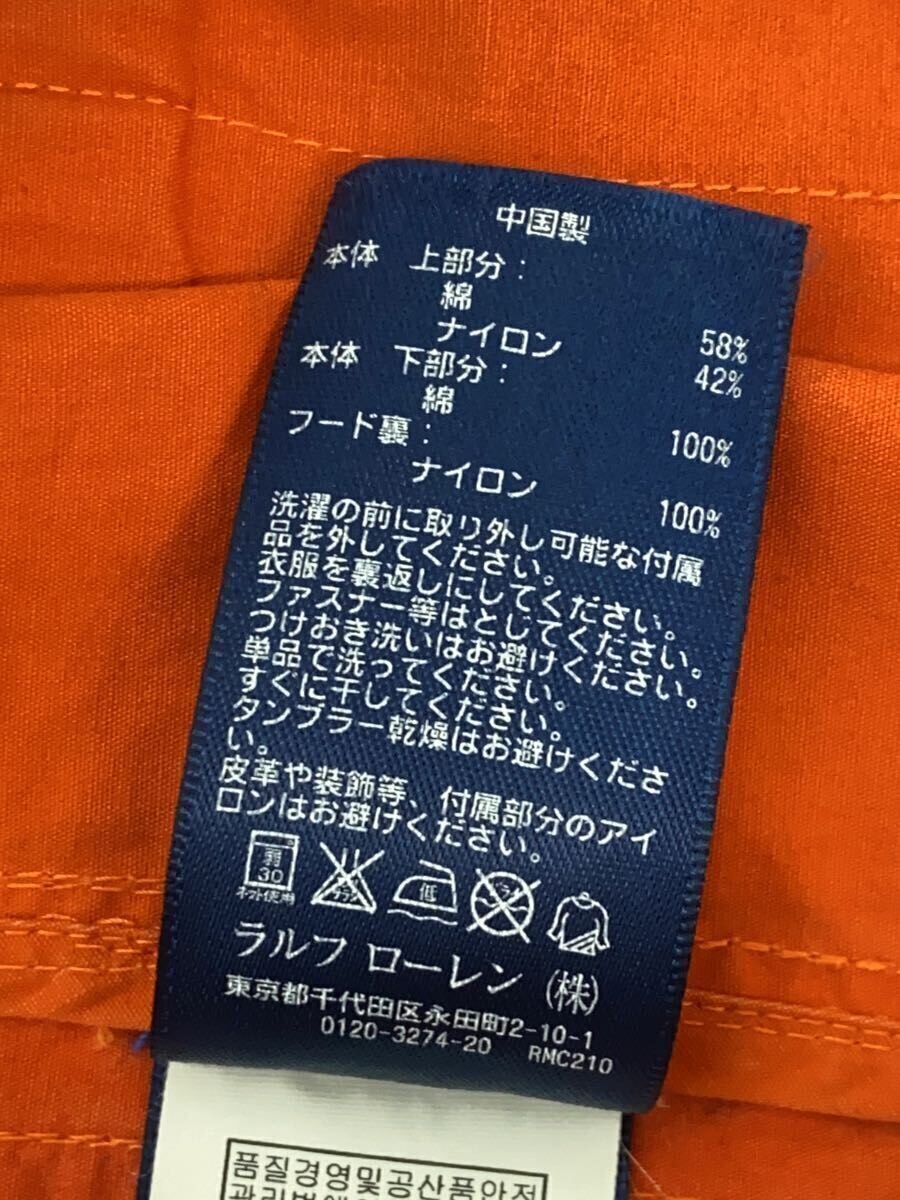 中国製
本体 上部分:
綿 58%
ナイロン 42%
本体 下部分:
綿 100%
フード裏:
ナイロン 100%
洗濯の前に取り外し可能な付属
品を外してください。
衣服を裏返しにしてください。
ファスナー等はとじてください。
つけおき洗いはお避けください。
単品で洗ってください。
すぐに干してください。
タンブラー乾燥はお避けくださ
い。
皮革や装飾等、付属部分のアイ
ロンはお避けください。
弱
30
ネット使用
低
ラルフ ローレン (株)
東京都千代田区永田町2-10-1
0120-3274-20 RMC210
품질경영및공산품안전